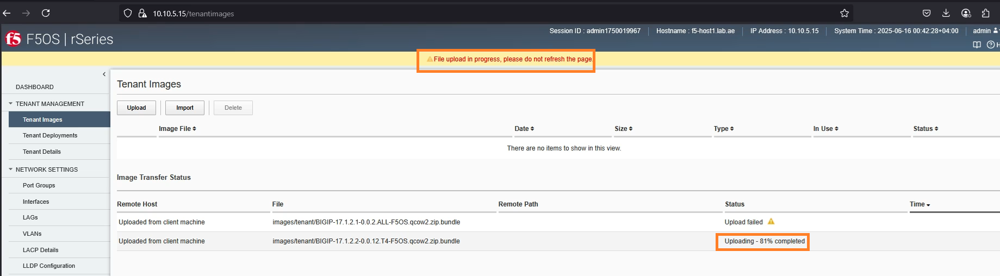 10.10.5.15/tenantimages
Session ID : admin1750019967 Hostname : f5-host1.lab.ae IP Address : 10.10.5.15 System Time : 2025-06-16 00:42:28+04:00 admin
f5 F5OS | rSeries
H
File upload in progress, please do not refresh the page.
DASHBOARD
TENANT MANAGEMENT
Tenant Images
Tenant Deployments
Tenant Details
NETWORK SETTINGS
Port Groups
Interfaces
LAGs
VLANs
LACP Details
LLDP Configuration
Tenant Images
Upload Import Delete
Image File Date Size Type In Use Status
There are no items to show in this view.
Image Transfer Status
Remote Host File Remote Path Status Time
Uploaded from client machine images/tenant/BIGIP-17.1.2.1-0.0.2.ALL-F5OS.qcow2.zip.bundle Upload failed
Uploaded from client machine images/tenant/BIGIP-17.1.2.2-0.0.12.T4-F5OS.qcow2.zip.bundle Uploading - 81% completed